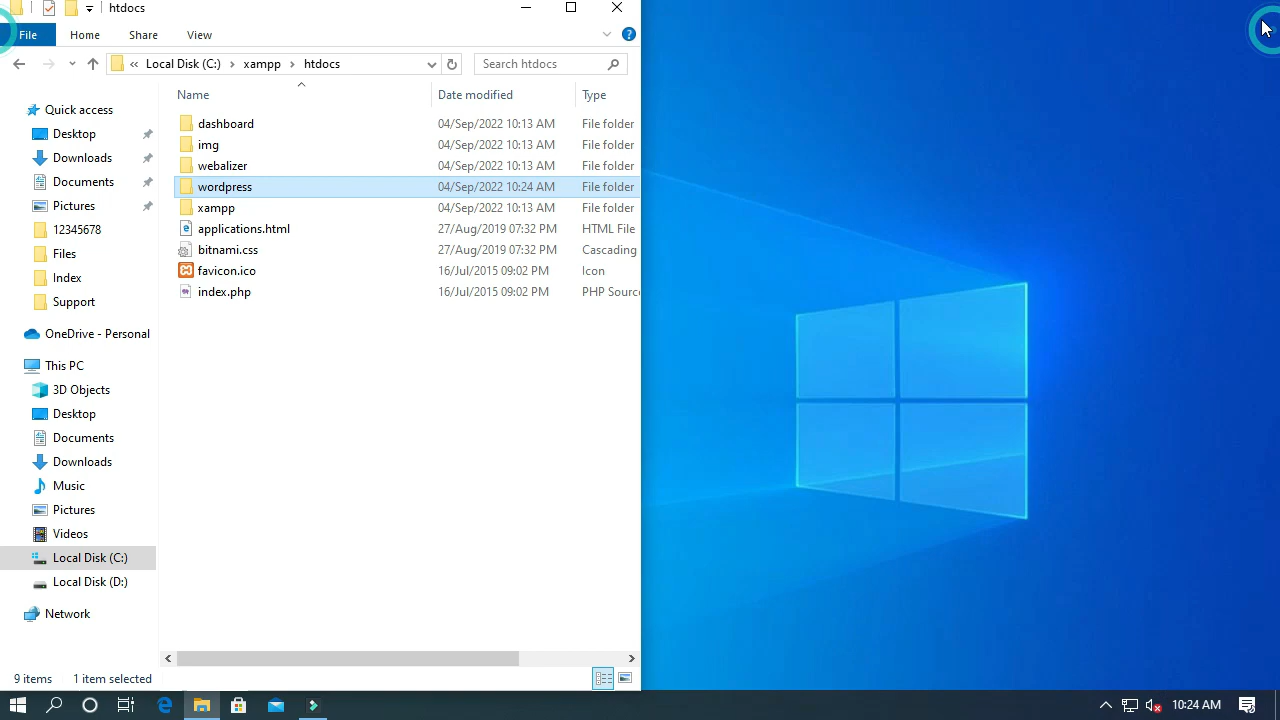 htdocs
File Home Share View
Local Disk (C:) xampp htdocs
Search htdocs
Name Date modified Type
Quick access
Desktop
Downloads
Documents
Pictures
12345678
Files
Index
Support
OneDrive - Personal
This PC
3D Objects
Desktop
Documents
Downloads
Music
Pictures
Videos
Local Disk (C:)
Local Disk (D:)
Network
dashboard 04/Sep/2022 10:13 AM File folder
img 04/Sep/2022 10:13 AM File folder
webalizer 04/Sep/2022 10:13 AM File folder
wordpress 04/Sep/2022 10:24 AM File folder
xampp 04/Sep/2022 10:13 AM File folder
applications.html 27/Aug/2019 07:32 PM HTML File
bitnami.css 27/Aug/2019 07:32 PM Cascading
favicon.ico 16/Jul/2015 09:02 PM Icon
index.php 16/Jul/2015 09:02 PM PHP Source
9 items 1 item selected
10:24 AM